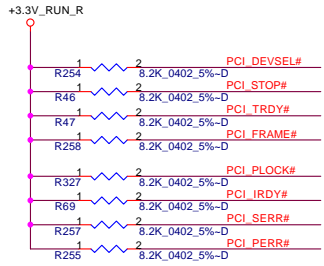 +3.3V_RUN_R
1 2 PCI_DEVSEL#
R254 8.2K_0402_5%~D
1 2 PCI_STOP#
R46 8.2K_0402_5%~D
1 2 PCI_TRDY#
R47 8.2K_0402_5%~D
1 2 PCI_FRAME#
R258 8.2K_0402_5%~D
1 2 PCI_PLOCK#
R327 8.2K_0402_5%~D
1 2 PCI_IRDY#
R69 8.2K_0402_5%~D
1 2 PCI_SERR#
R257 8.2K_0402_5%~D
1 2 PCI_PERR#
R255 8.2K_0402_5%~D